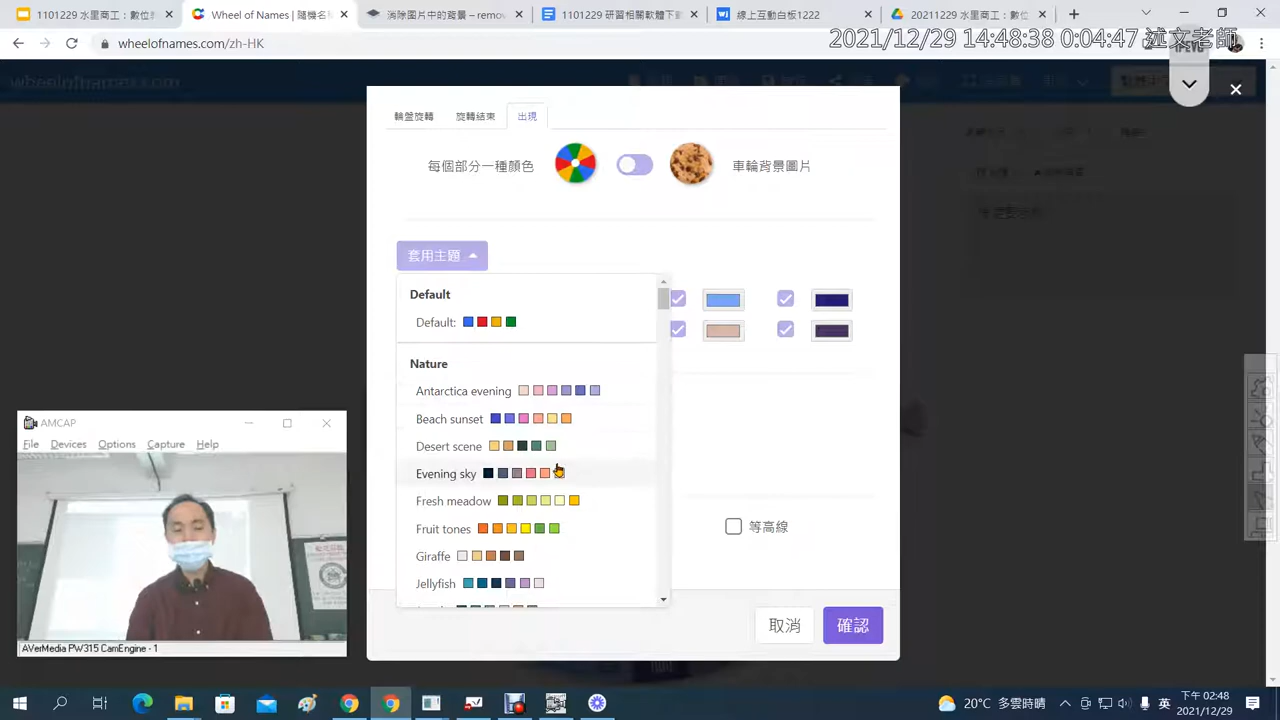 1101229 水里商工：數位教
Wheel of Names | 隨機名稱
消除圖片中的背景 – remov
1101229 研習相關軟體下載
線上互動白板1222
20211229 水里商工：數位
wheelofnames.com/zh-HK
2021/12/29 14:48:38 0:04:47 述文老師
wheelofnames.com
輪盤旋轉
旋轉結束
出現
每個部分一種顏色
車輪背景圖片
套用主題
Default
Default:
Nature
Antarctica evening
Beach sunset
Desert scene
Evening sky
Fresh meadow
Fruit tones
Giraffe
Jellyfish
等高線
取消
確認
AMCAP
File Devices Options Capture Help
AVerMedia PW315 CamEngine - 1
20°C 多雲時晴
英
下午 02:48
2021/12/29